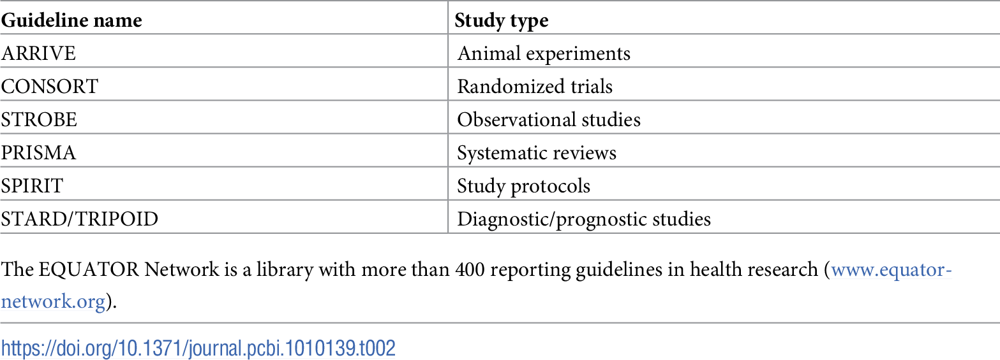 Guideline name Study type
ARRIVE Animal experiments
CONSORT Randomized trials
STROBE Observational studies
PRISMA Systematic reviews
SPIRIT Study protocols
STARD/TRIPOID Diagnostic/prognostic studies
The EQUATOR Network is a library with more than 400 reporting guidelines in health research (www.equator-
network.org).
https://doi.org/10.1371/journal.pcbi.1010139.t002